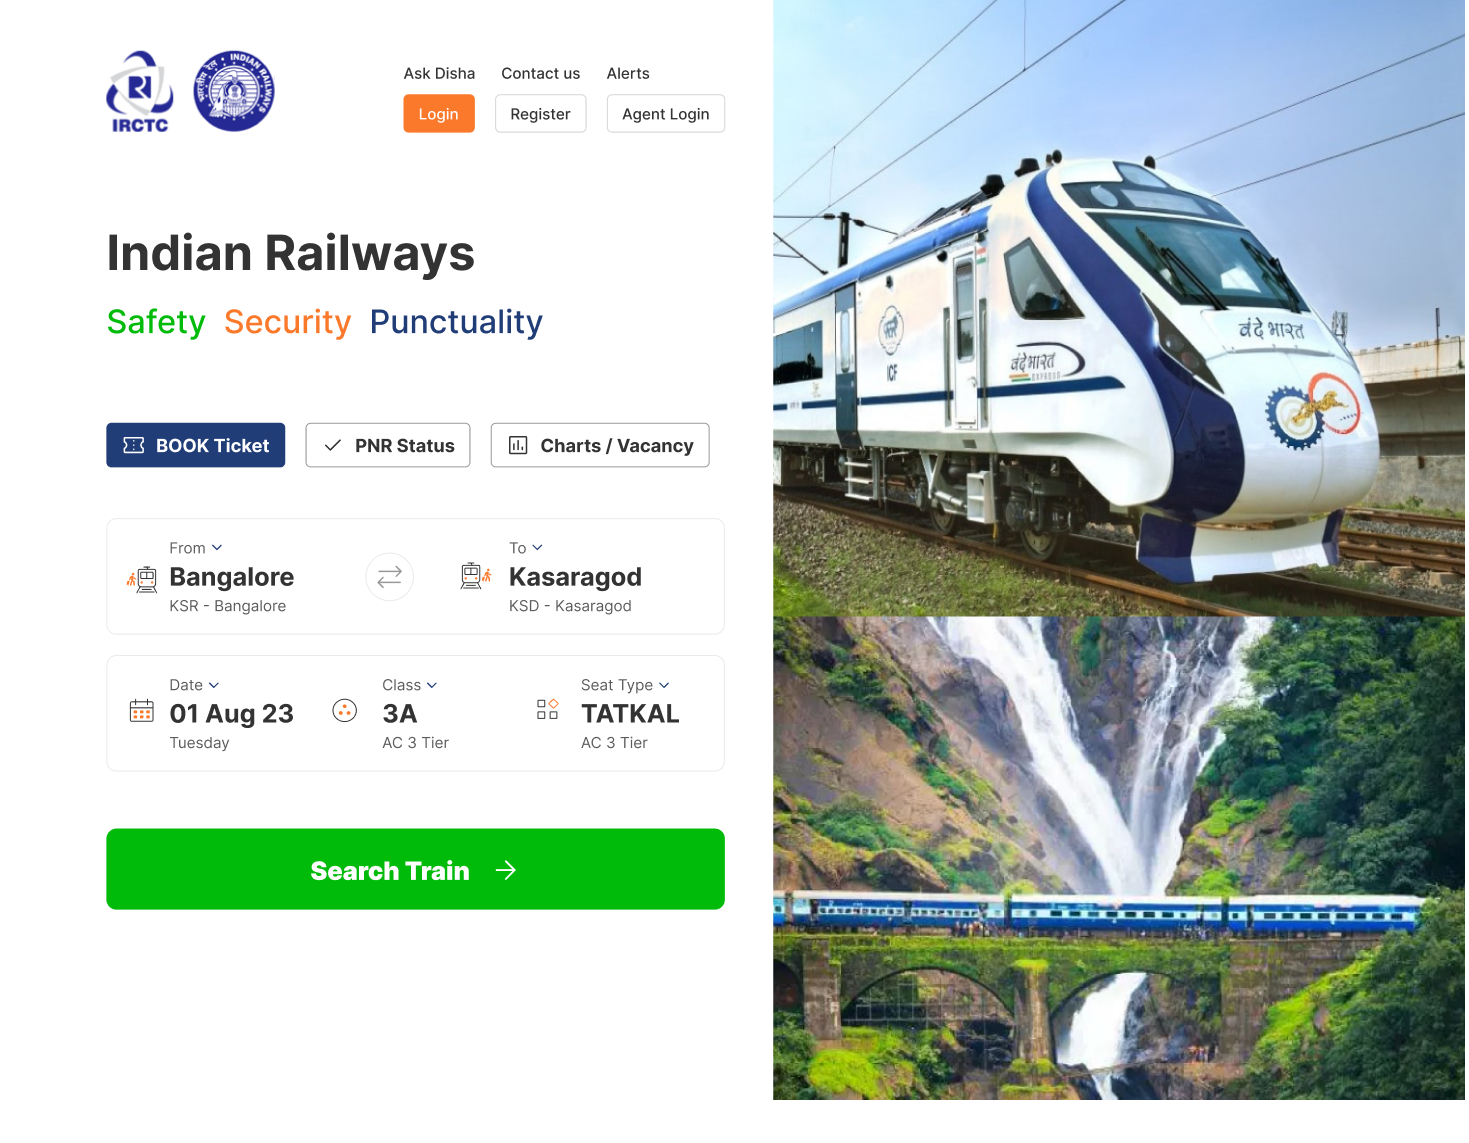 IRCTC
भारतीय रेल • INDIAN RAILWAYS
Ask Disha Contact us Alerts
Login Register Agent Login
Indian Railways
Safety Security Punctuality
BOOK Ticket PNR Status Charts / Vacancy
From To
Bangalore Kasaragod
KSR - Bangalore KSD - Kasaragod
Date Class Seat Type
01 Aug 23 3A TATKAL
Tuesday AC 3 Tier AC 3 Tier
Search Train
वंदे भारत
ICF
वंदे भारत
EXPRESS